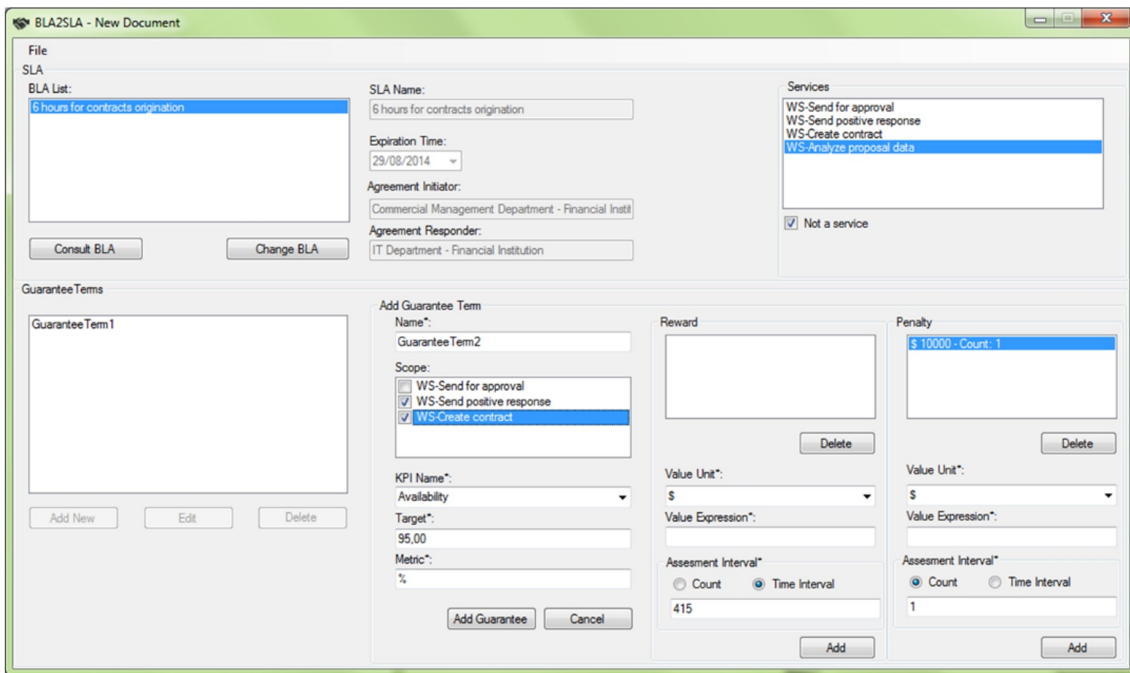 BLA2SLA - New Document
File
SLA
BLA List:
6 hours for contracts origination
Consult BLA
Change BLA
SLA Name:
6 hours for contracts origination
Expiration Time:
29/08/2014
Agreement Initiator:
Commercial Management Department - Financial Instit
Agreement Responder:
IT Department - Financial Institution
Services
WS-Send for approval
WS-Send positive response
WS-Create contract
WS-Analyze proposal data
Not a service
Guarantee Terms
GuaranteeTerm1
Add New
Edit
Delete
Add Guarantee Term
Name*:
GuaranteeTerm2
Scope:
WS-Send for approval
WS-Send positive response
WS-Create contract
KPI Name*:
Availability
Target*:
95,00
Metric*:
%
Add Guarantee
Cancel
Reward
Delete
Value Unit*:
$
Value Expression*:
Assesment Interval*
Count
Time Interval
415
Add
Penalty
$ 10000 - Count: 1
Delete
Value Unit*:
$
Value Expression*:
Assesment Interval*
Count
Time Interval
1
Add